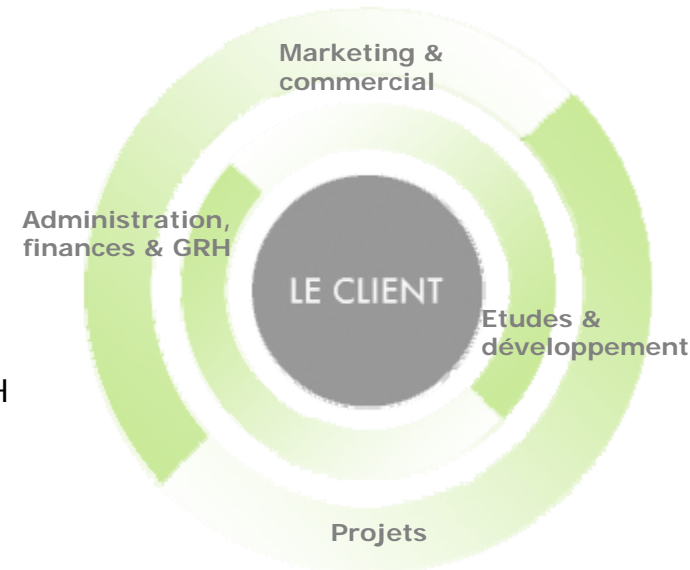 Marketing &
commercial
Administration,
finances & GRH
LE CLIENT
Etudes &
développement
H
Projets